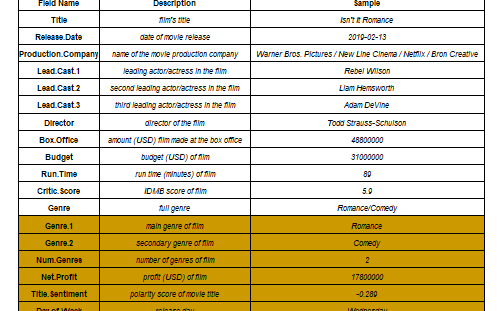 Field Name Description Sample
Title film's title Isn't It Romance
Release.Date date of movie release 2019-02-13
Production.Company name of the movie production company Warner Bros. Pictures / New Line Cinema / Netflix / Bron Creative
Lead.Cast.1 leading actor/actress in the film Rebel Wilson
Lead.Cast.2 second leading actor/actress in the film Liam Hemsworth
Lead.Cast.3 third leading actor/actress in the film Adam DeVine
Director director of the film Todd Strauss-Schulson
Box.Office amount (USD) film made at the box office 48800000
Budget budget (USD) of film 31000000
Run.Time run time (minutes) of film 89
Critic.Score IDMB score of film 5.9
Genre full genre Romance/Comedy
Genre.1 main genre of film Romance
Genre.2 secondary genre of film Comedy
Num.Genres number of genres of film 2
Net.Profit profit (USD) of film 17800000
Title.Sentiment polarity score of movie title -0.289
Day.of.Week release day Wednesday